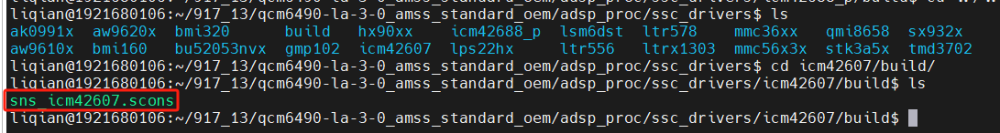 liqian@1921680106:~/917_13/qcm6490-la-3-0_amss_standard_oem/adsp_proc/ssc_drivers$ ls
ak0991x aw9620x bmi320 build hx90xx icm42688_p lsm6dst ltr578 mmc36xx qmi8658 sx932x
aw9610x bmi160 bu52053nvx gmp102 icm42607 lps22hx ltr556 ltrx1303 mmc56x3x stk3a5x tmd3702
liqian@1921680106:~/917_13/qcm6490-la-3-0_amss_standard_oem/adsp_proc/ssc_drivers$ cd icm42607/build/
liqian@1921680106:~/917_13/qcm6490-la-3-0_amss_standard_oem/adsp_proc/ssc_drivers/icm42607/build$ ls
sns_icm42607.scons
liqian@1921680106:~/917_13/qcm6490-la-3-0_amss_standard_oem/adsp_proc/ssc_drivers/icm42607/build$